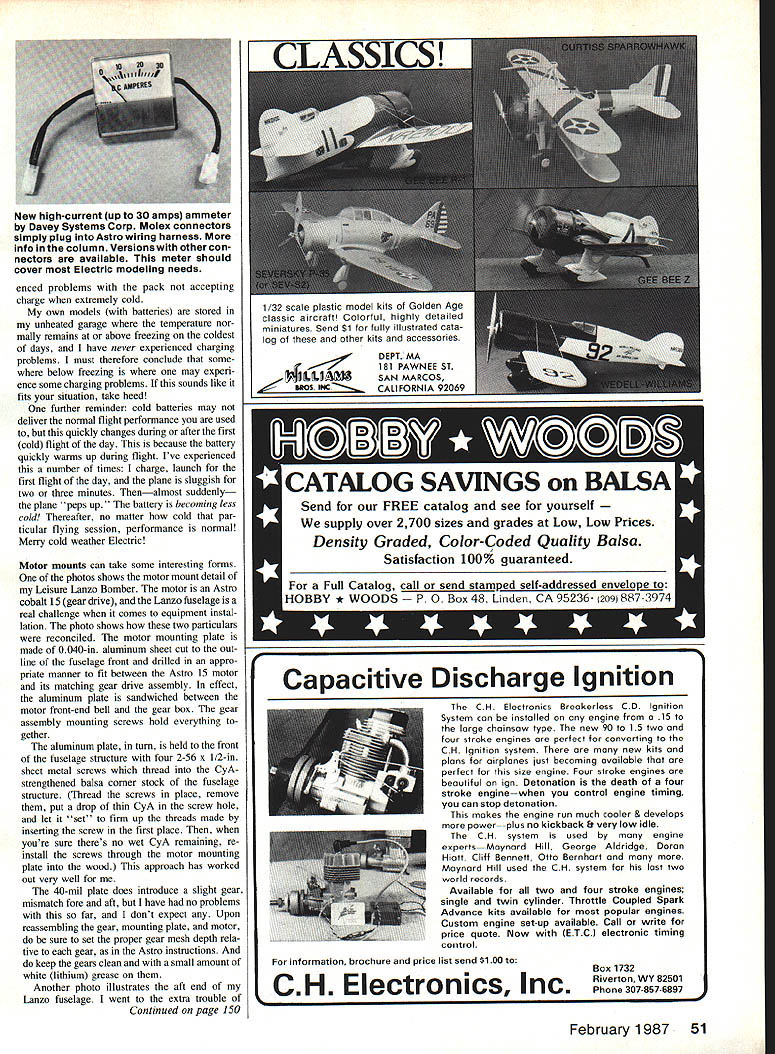 0 10 20 30
D.C. AMPERES
New high-current (up to 30 amps) ammeter
by Davey Systems Corp. Molex connectors
simply plug into Astro wiring harness. More
info in the column. Versions with other con-
nectors are available. This meter should
cover most Electric modeling needs.
enced problems with the pack not accepting
charge when extremely cold.
My own models (with batteries) are stored in
my unheated garage where the temperature nor-
mally remains at or above freezing on the coldest
of days, and I have never experienced charging
problems. I must therefore conclude that some-
where below freezing is where one may experi-
ence some charging problems. If this sounds like it
fits your situation, take heed!
One further reminder: cold batteries may not
deliver the normal flight performance you are used
to, but this quickly changes during or after the first
(cold) flight of the day. This is because the battery
quickly warms up during flight. I've experienced
this a number of times: I charge, launch for the
first flight of the day, and the plane is sluggish for
two or three minutes. Then—almost suddenly—
the plane "peps up." The battery is becoming less
cold! Thereafter, no matter how cold that par-
ticular flying session, performance is normal!
Merry cold weather Electric!
Motor mounts can take some interesting forms.
One of the photos shows the motor mount detail of
my Leisure Lanzo Bomber. The motor is an Astro
cobalt 15 (gear drive), and the Lanzo fuselage is a
real challenge when it comes to equipment instal-
lation. The photo shows how these two particulars
were reconciled. The motor mounting plate is
made of 0.040-in. aluminum sheet cut to the out-
line of the fuselage front and drilled in an appro-
priate manner to fit between the Astro 15 motor
and its matching gear drive assembly. In effect,
the aluminum plate is sandwiched between the
motor front-end bell and the gear box. The gear
assembly mounting screws hold everything to-
gether.
The aluminum plate, in turn, is held to the front
of the fuselage structure with four 2-56 x 1/2-in.
sheet metal screws which thread into the CyA-
strengthened balsa corner stock of the fuselage
structure. (Thread the screws in place, remove
them, put a drop of thin CyA in the screw hole,
and let it "set" to firm up the threads made by
inserting the screw in the first place. Then, when
you're sure there's no wet CyA remaining, re-
install the screws through the motor mounting
plate into the wood.) This approach has worked
out very well for me.
The 40-mil plate does introduce a slight gear
mismatch fore and aft, but I have had no problems
with this so far, and I don't expect any. Upon
reassembling the gear, mounting plate, and motor,
do be sure to set the proper gear mesh depth rela-
tive to each gear, as in the Astro instructions. And
do keep the gears clean and with a small amount of
white (lithium) grease on them.
Another photo illustrates the aft end of my
Lanzo fuselage. I went to the extra trouble of
Continued on page 150
CLASSICS!
CURTISS SPARROWHAWK
NR2100
GEE BEE R-1
SEVERSKY P-35
(or SEV-S2)
GEE BEE Z
92
92
WEDELL-WILLIAMS
1/32 scale plastic model kits of Golden Age
classic aircraft! Colorful, highly detailed
miniatures. Send $1 for fully illustrated cata-
log of these and other kits and accessories.
WILLIAMS
BROS. INC.
DEPT. MA
181 PAWNEE ST.
SAN MARCOS,
CALIFORNIA 92069
HOBBY ★ WOODS
CATALOG SAVINGS on BALSA
Send for our FREE catalog and see for yourself —
We supply over 2,700 sizes and grades at Low, Low Prices.
Density Graded, Color-Coded Quality Balsa.
Satisfaction 100% guaranteed.
For a Full Catalog, call or send stamped self-addressed envelope to:
HOBBY ★ WOODS — P. O. Box 48, Linden, CA 95236 • (209) 887-3974
Capacitive Discharge Ignition
The C.H. Electronics Breakerless C.D. Ignition
System can be installed on any engine from a .15 to
the large chainsaw type. The new 90 to 1.5 two and
four stroke engines are perfect for converting to the
C.H. Ignition system. There are many new kits and
plans for airplanes just becoming available that are
perfect for this size engine. Four stroke engines are
beautiful on ign. Detonation is the death of a four
stroke engine—when you control engine timing,
you can stop detonation.
This makes the engine run much cooler & develops
more power—plus no kickback & very low idle.
The C.H. system is used by many engine
experts—Maynard Hill, George Aldridge, Doran
Hiatt, Cliff Bennett, Otto Bernhart and many more.
Maynard Hill used the C.H. system for his last two
world records.
Available for all two and four stroke engines;
single and twin cylinder. Throttle Coupled Spark
Advance kits available for most popular engines.
Custom engine set-up available. Call or write for
price quote. Now with (E.T.C.) electronic timing
control.
For information, brochure and price list send $1.00 to:
C.H. Electronics, Inc.
Box 1732
Riverton, WY 82501
Phone 307-857-6897
February 1987 51